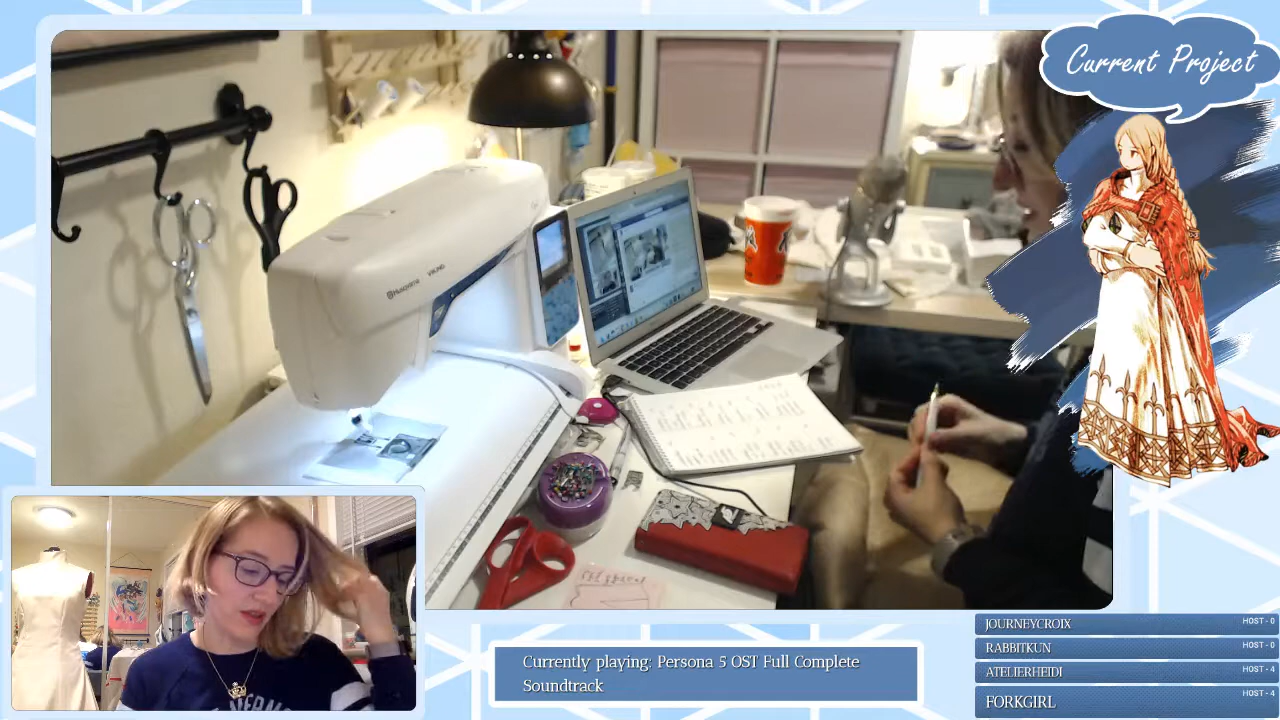 Current Project
Husqvarna VIKING
Currently playing: Persona 5 OST Full Complete
Soundtrack
JOURNEYCROIX
HOST - 0
RABBITKUN
HOST - 0
ATELIERHEIDI
HOST - 4
FORKGIRL
HOST - 4